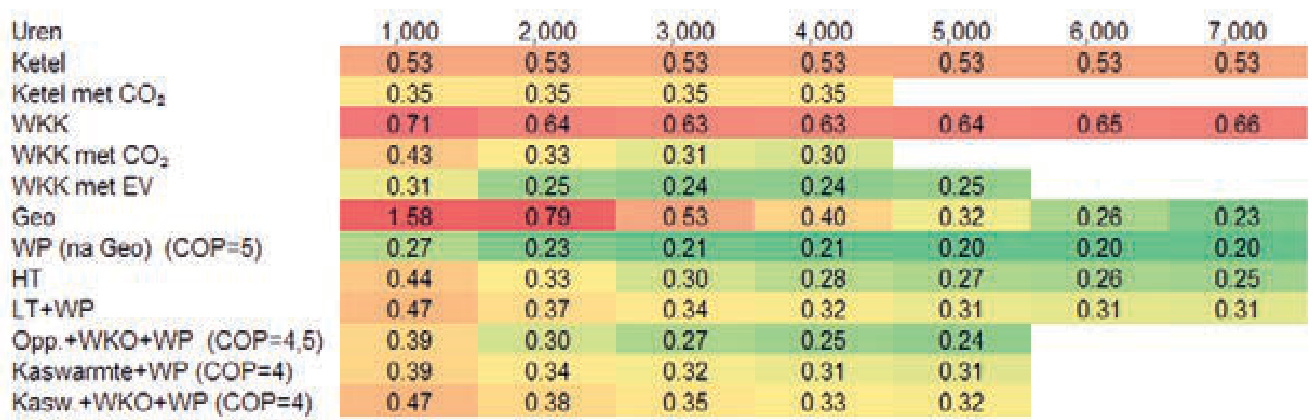 Uren 1,000 2,000 3,000 4,000 5,000 6,000 7,000
Ketel 0.53 0.53 0.53 0.53 0.53 0.53 0.53
Ketel met CO₂ 0.35 0.35 0.35 0.35
WKK 0.71 0.64 0.63 0.63 0.64 0.65 0.66
WKK met CO₂ 0.43 0.33 0.31 0.30
WKK met EV 0.31 0.25 0.24 0.24 0.25
Geo 1.58 0.79 0.53 0.40 0.32 0.26 0.23
WP (na Geo) (COP=5) 0.27 0.23 0.21 0.21 0.20 0.20 0.20
HT 0.44 0.33 0.30 0.28 0.27 0.26 0.25
LT+WP 0.47 0.37 0.34 0.32 0.31 0.31 0.31
Opp.+WKO+WP (COP=4,5) 0.39 0.30 0.27 0.25 0.24
Kaswarmte+WP (COP=4) 0.39 0.34 0.32 0.31 0.31
Kasw.+WKO+WP (COP=4) 0.47 0.38 0.35 0.33 0.32